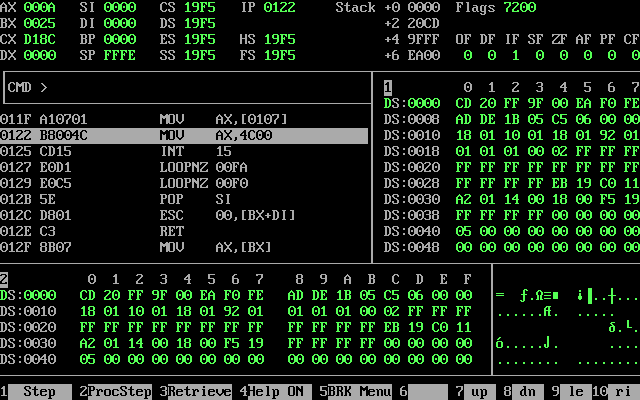 AX 000A SI 0000 CS 19F5 IP 0122 Stack +0 0000 Flags 7200
BX 0025 DI 0000 DS 19F5 +2 20CD
CX D18C BP 0000 ES 19F5 HS 19F5 +4 9FFF OF DF IF SF ZF AF PF CF
DX 0000 SP FFFE SS 19F5 FS 19F5 +6 EA00 0 0 1 0 0 0 0 0
CMD >
011F A10701 MOV AX,[0107]
0122 B8004C MOV AX,4C00
0125 CD15 INT 15
0127 E0D1 LOOPNZ 00FA
0129 E0C5 LOOPNZ 00F0
012B 5E POP SI
012C D801 ESC 00,[BX+DI]
012E C3 RET
012F 8B07 MOV AX,[BX]
1 0 1 2 3 4 5 6 7
DS:0000 CD 20 FF 9F 00 EA F0 FE
DS:0008 AD DE 1B 05 C5 06 00 00
DS:0010 18 01 10 01 18 01 92 01
DS:0018 01 01 01 00 02 FF FF FF
DS:0020 FF FF FF FF FF FF FF FF
DS:0028 FF FF FF FF EB 19 C0 11
DS:0030 A2 01 14 00 18 00 F5 19
DS:0038 FF FF FF FF 00 00 00 00
DS:0040 05 00 00 00 00 00 00 00
DS:0048 00 00 00 00 00 00 00 00
2 0 1 2 3 4 5 6 7 8 9 A B C D E F
DS:0000 CD 20 FF 9F 00 EA F0 FE AD DE 1B 05 C5 06 00 00 = ƒ.Ω≡■ ¡▐..┼.
DS:0010 18 01 10 01 18 01 92 01 01 01 01 00 02 FF FF FF ......Æ. .....
DS:0020 FF FF FF FF FF FF FF FF FF FF FF FF EB 19 C0 11 δ.└.
DS:0030 A2 01 14 00 18 00 F5 19 FF FF FF FF 00 00 00 00 ó.....⌡. ....
DS:0040 05 00 00 00 00 00 00 00 00 00 00 00 00 00 00 00 ........ ........
1 Step 2 ProcStep 3 Retrieve 4 Help ON 5 BRK Menu 6 7 up 8 dn 9 le 10 ri